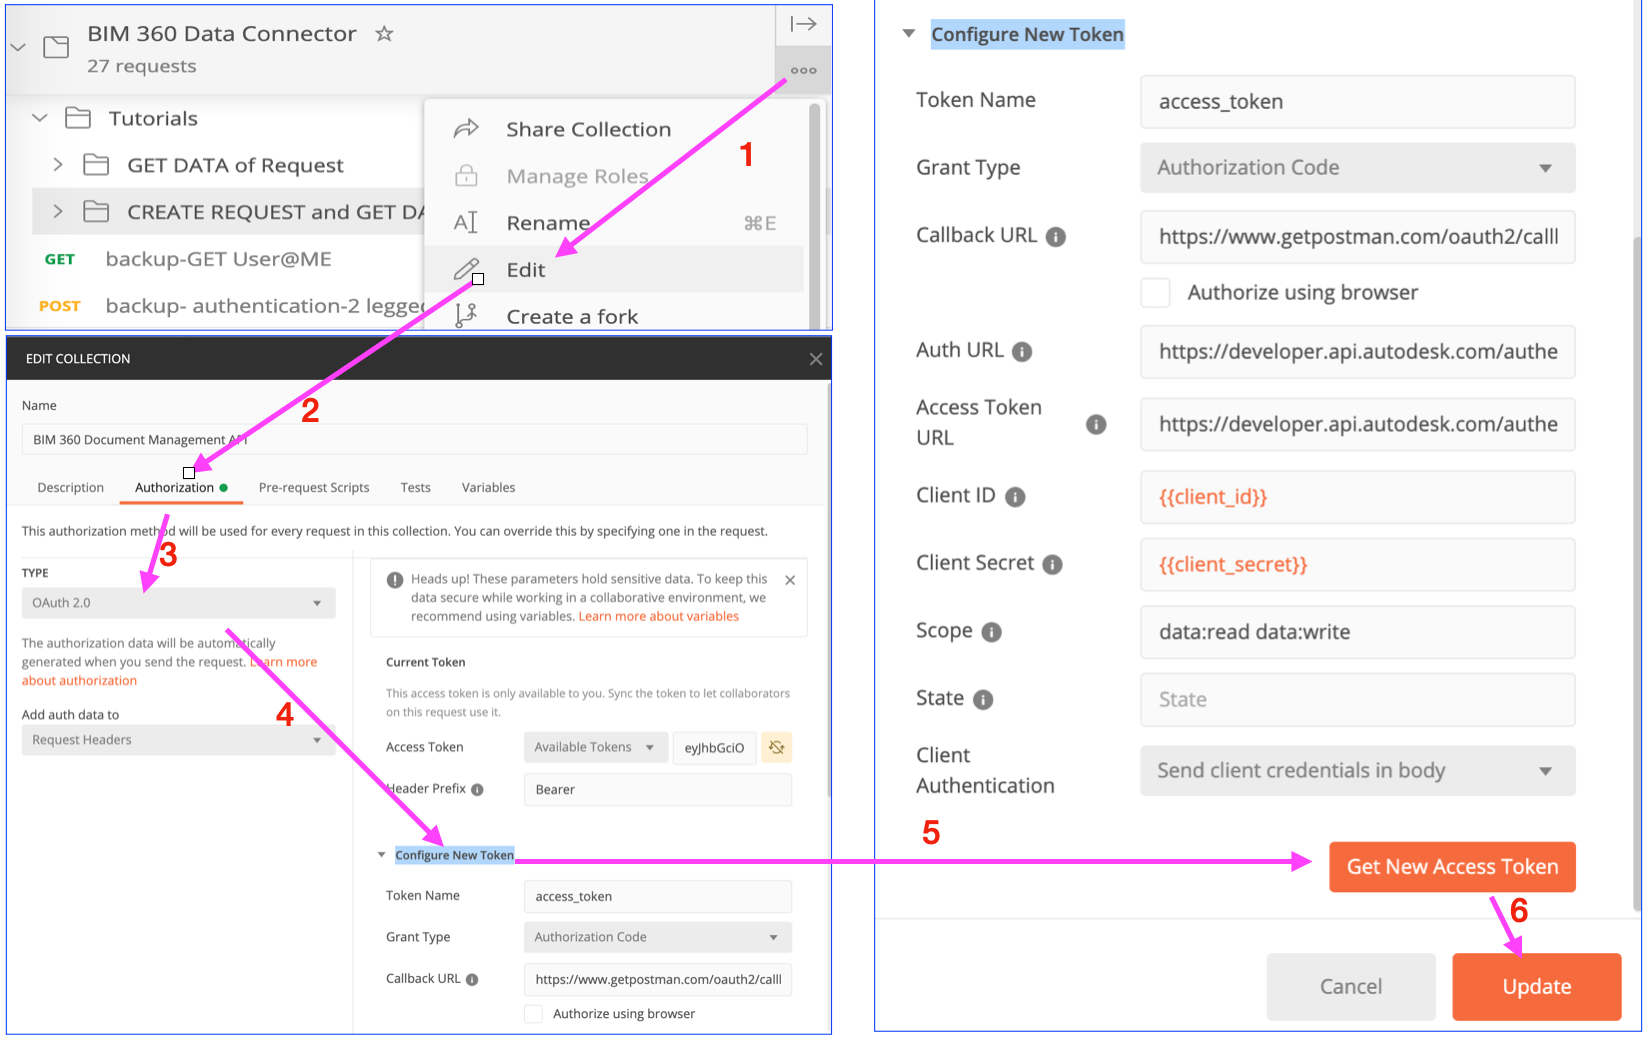 BIM 360 Data Connector
27 requests
Tutorials
GET DATA of Request
CREATE REQUEST and GET DA
GET backup-GET User@ME
POST backup- authentication-2 legged
Share Collection
Manage Roles
Rename ⌘E
Edit
Create a fork
1
2
EDIT COLLECTION
Name
BIM 360 Document Management API
Description Authorization Pre-request Scripts Tests Variables
This authorization method will be used for every request in this collection. You can override this by specifying one in the request.
3
TYPE
OAuth 2.0
The authorization data will be automatically
generated when you send the request. Learn more
about authorization
4
Add auth data to
Request Headers
Heads up! These parameters hold sensitive data. To keep this
data secure while working in a collaborative environment, we
recommend using variables. Learn more about variables
Current Token
This access token is only available to you. Sync the token to let collaborators
on this request use it.
Access Token Available Tokens eyJhbGciO
Header Prefix Bearer
Configure New Token
Token Name access_token
Grant Type Authorization Code
Callback URL https://www.getpostman.com/oauth2/calll
Authorize using browser
Configure New Token
Token Name access_token
Grant Type Authorization Code
Callback URL https://www.getpostman.com/oauth2/calll
Authorize using browser
Auth URL https://developer.api.autodesk.com/authe
Access Token
URL https://developer.api.autodesk.com/authe
Client ID {{client_id}}
Client Secret {{client_secret}}
Scope data:read data:write
State State
Client
Authentication Send client credentials in body
5
Get New Access Token
6
Cancel Update